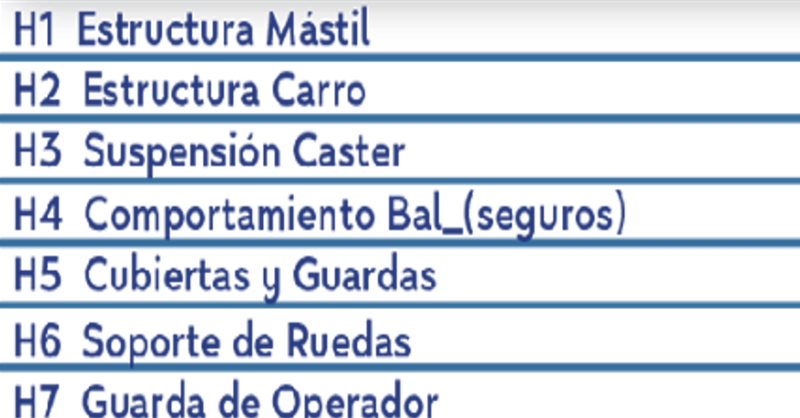 H1 Estructura Mástil
H2 Estructura Carro
H3 Suspensión Caster
H4 Comportamiento Bal_(seguros)
H5 Cubiertas y Guardas
H6 Soporte de Ruedas
H7 Guarda de Operador